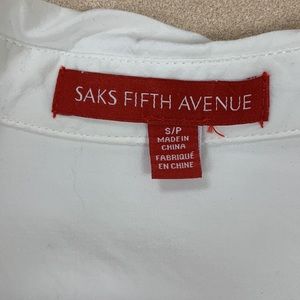 SAKS FIFTH AVENUE
S/P
MADE IN
CHINA
FABRIQUÉ
EN CHINE